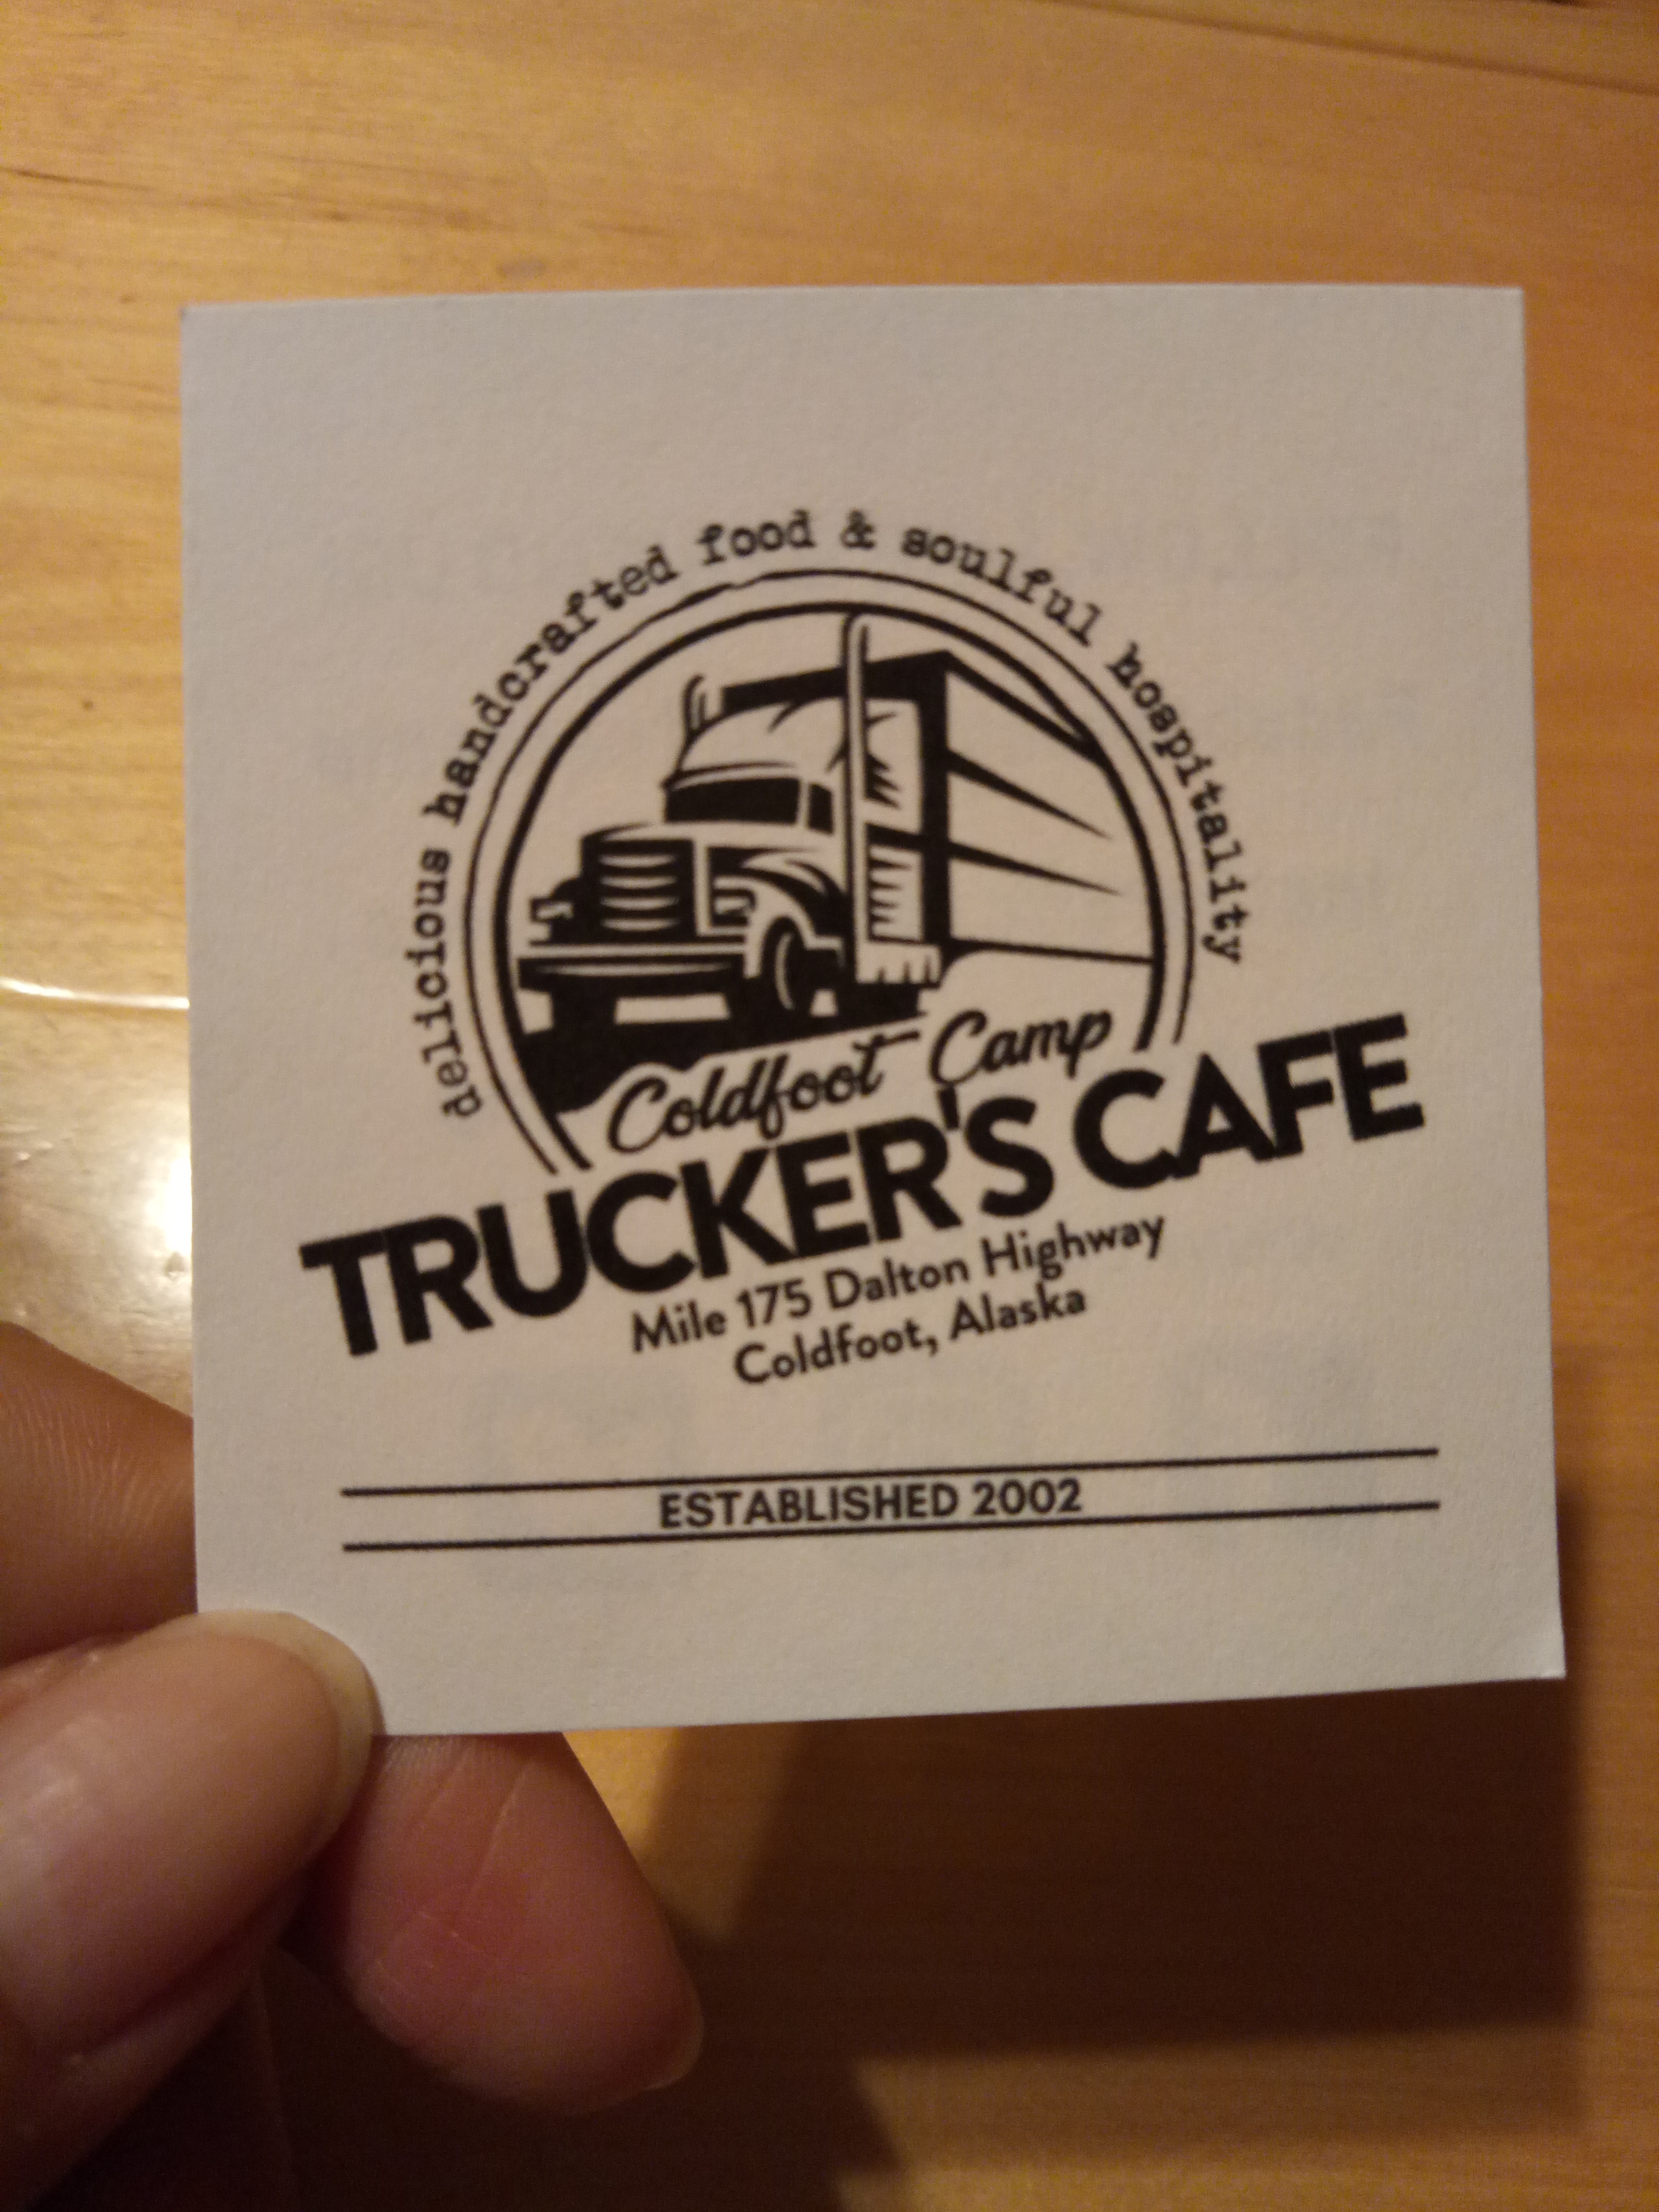 delicious handcrafted food & soulful hospitality
Coldfoot Camp
TRUCKER'S CAFE
Mile 175 Dalton Highway
Coldfoot, Alaska
ESTABLISHED 2002